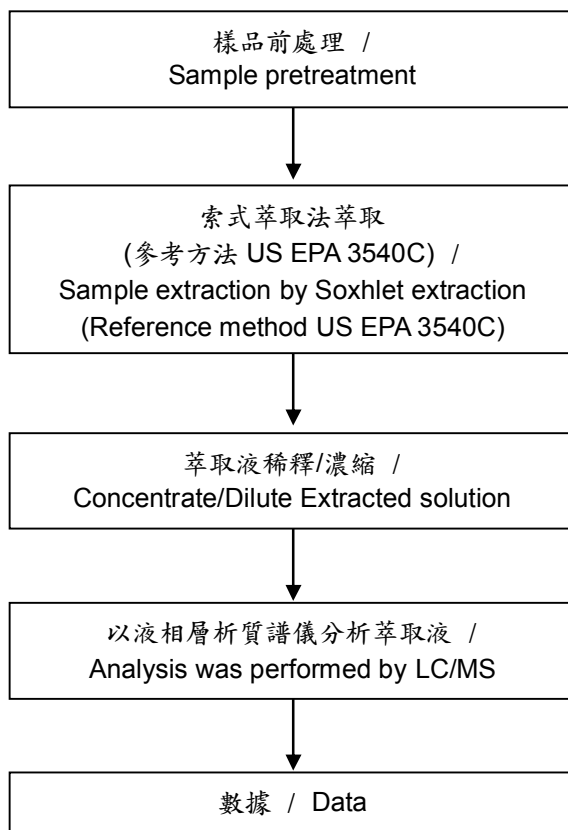 樣品前處理 /
Sample pretreatment
索式萃取法萃取
(參考方法 US EPA 3540C) /
Sample extraction by Soxhlet extraction
(Reference method US EPA 3540C)
萃取液稀釋/濃縮 /
Concentrate/Dilute Extracted solution
以液相層析質譜儀分析萃取液 /
Analysis was performed by LC/MS
數據 / Data